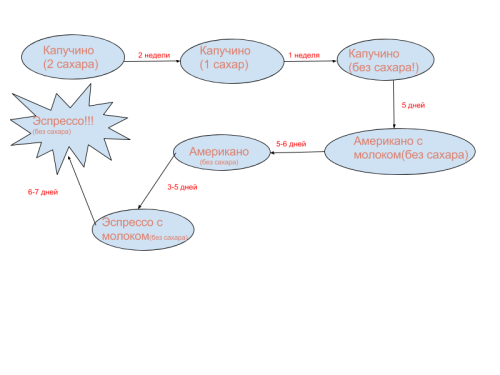 Капучино
(2 сахара)
2 недели
Капучино
(1 сахар)
1 неделя
Капучино
(без сахара!)
5 дней
Американо с
молоком(без сахара)
5-6 дней
Американо
(без сахара)
3-5 дней
Эспрессо с
молоком(без сахара)
6-7 дней
Эспрессо!!!
(без сахара)